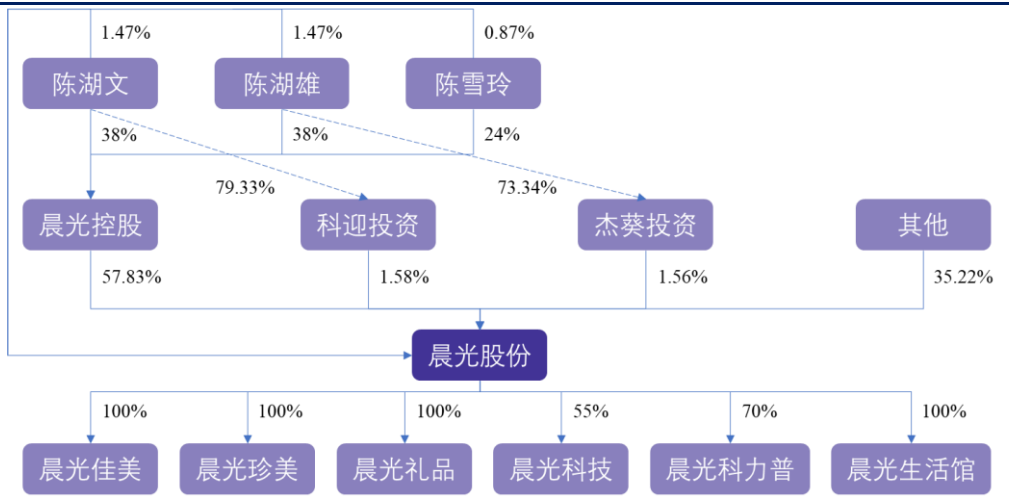 1.47% 1.47% 0.87%
陈湖文 陈湖雄 陈雪玲
38% 38% 24%
79.33% 73.34%
晨光控股 科迎投资 杰葵投资 其他
57.83% 1.58% 1.56% 35.22%
晨光股份
100% 100% 100% 55% 70% 100%
晨光佳美 晨光珍美 晨光礼品 晨光科技 晨光科力普 晨光生活馆